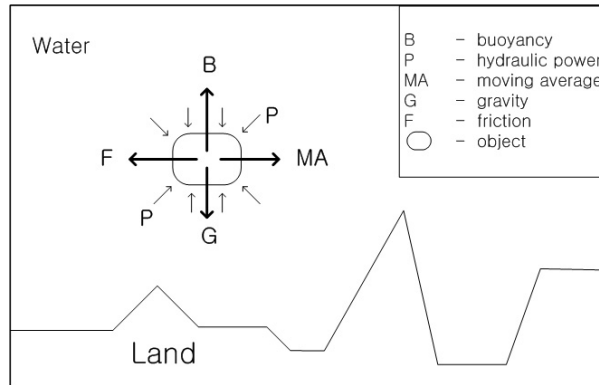 Water
B
P
F
MA
P
G
Land
B - buoyancy
P - hydraulic power
MA - moving average
G - gravity
F - friction
- object